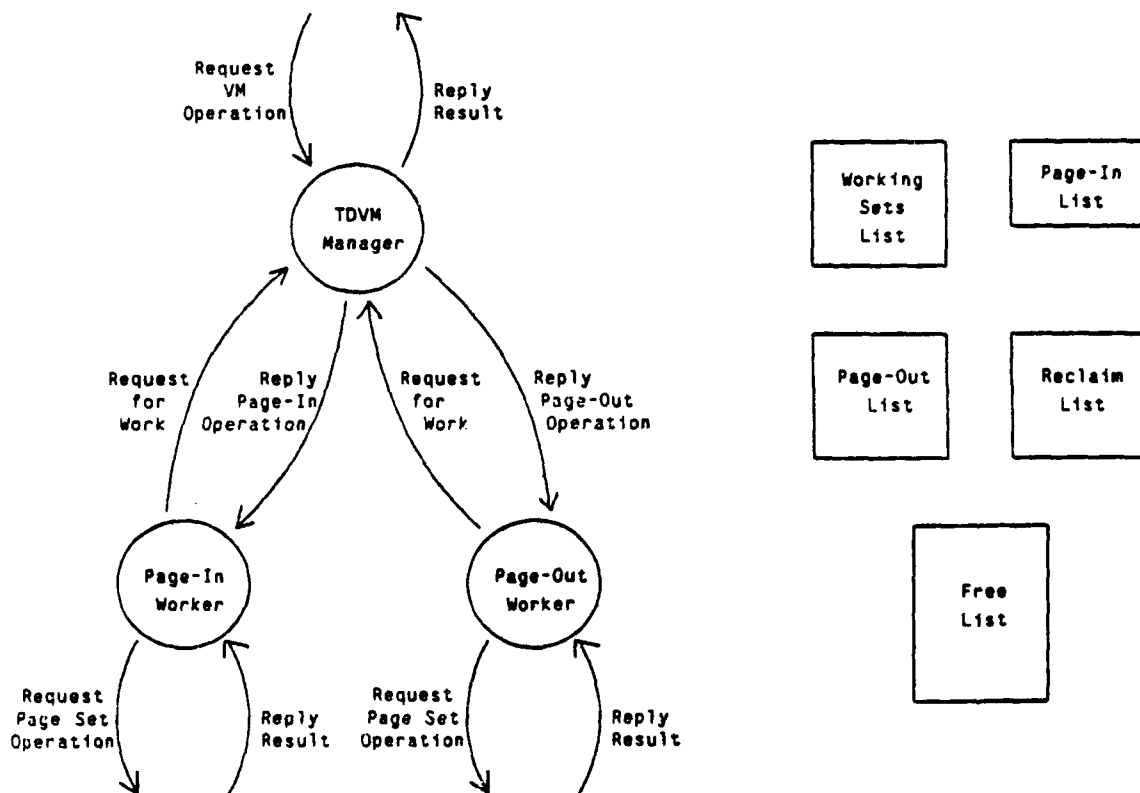 Request
VM
Operation
Reply
Result
TDVM
Manager
Request
for
Work
Reply
Page-In
Operation
Request
for
Work
Reply
Page-Out
Operation
Page-In
Worker
Page-Out
Worker
Request
Page Set
Operation
Reply
Result
Request
Page Set
Operation
Reply
Result
Working
Sets
List
Page-In
List
Page-Out
List
Reclaim
List
Free
List